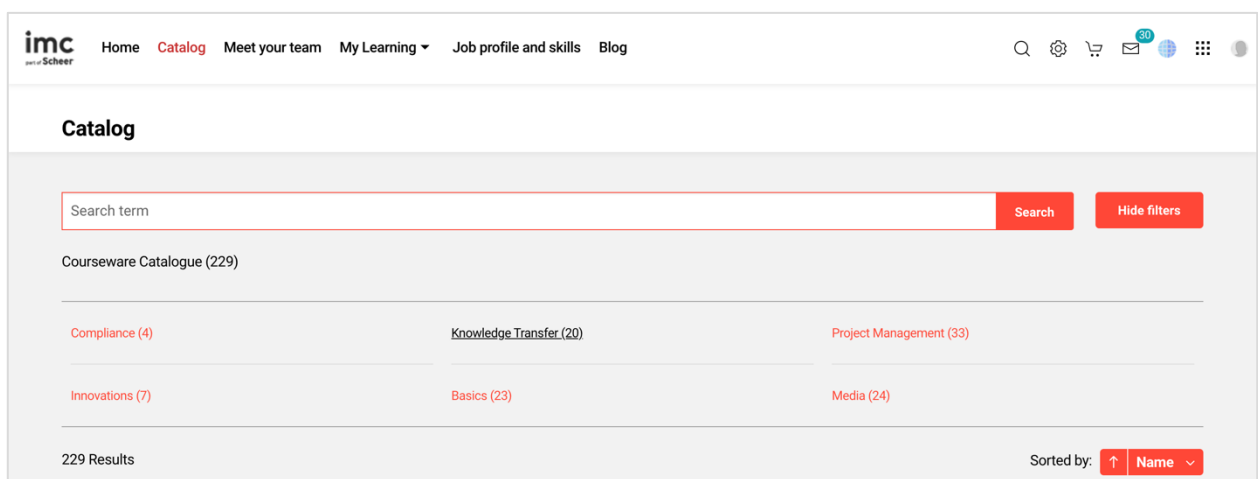 imc
part of Scheer
Home Catalog Meet your team My Learning Job profile and skills Blog
30
Catalog
Search term
Search
Hide filters
Courseware Catalogue (229)
Compliance (4)
Knowledge Transfer (20)
Project Management (33)
Innovations (7)
Basics (23)
Media (24)
229 Results
Sorted by:
Name